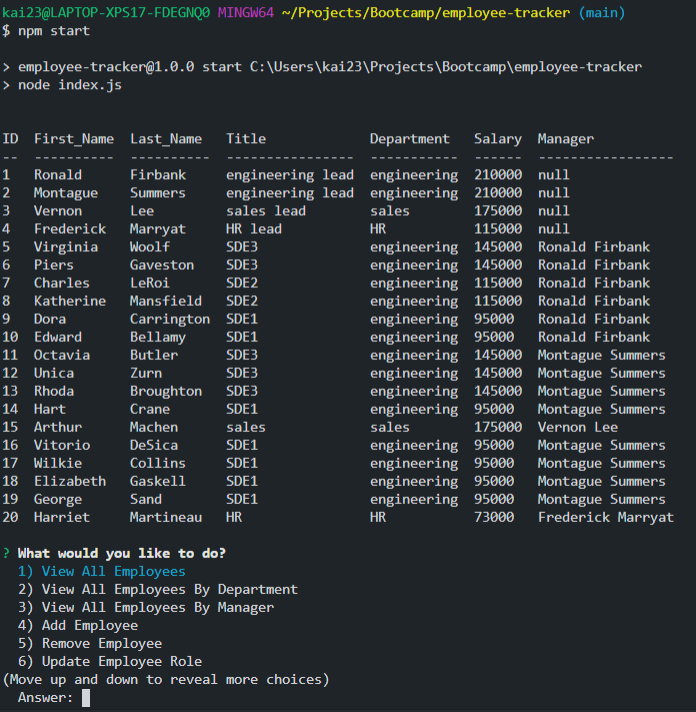 kai23@LAPTOP-XPS17-FDEGNQ0 MINGW64 ~/Projects/Bootcamp/employee-tracker (main)
$ npm start
> employee-tracker@1.0.0 start C:\Users\kai23\Projects\Bootcamp\employee-tracker
> node index.js
ID  First_Name  Last_Name   Title             Department   Salary  Manager
--  ----------  ----------  ----------------  -----------  ------  -----------------
1   Ronald      Firbank     engineering lead  engineering  210000  null
2   Montague    Summers     engineering lead  engineering  210000  null
3   Vernon      Lee         sales lead        sales        175000  null
4   Frederick   Marryat     HR lead           HR           115000  null
5   Virginia    Woolf       SDE3              engineering  145000  Ronald Firbank
6   Piers       Gaveston    SDE3              engineering  145000  Ronald Firbank
7   Charles     LeRoi       SDE2              engineering  115000  Ronald Firbank
8   Katherine   Mansfield   SDE2              engineering  115000  Ronald Firbank
9   Dora        Carrington  SDE1              engineering  95000   Ronald Firbank
10  Edward      Bellamy     SDE1              engineering  95000   Ronald Firbank
11  Octavia     Butler      SDE3              engineering  145000  Montague Summers
12  Unica       Zurn        SDE3              engineering  145000  Montague Summers
13  Rhoda       Broughton   SDE3              engineering  145000  Montague Summers
14  Hart        Crane       SDE1              engineering  95000   Montague Summers
15  Arthur      Machen      sales             sales        175000  Vernon Lee
16  Vitorio     DeSica      SDE1              engineering  95000   Montague Summers
17  Wilkie      Collins     SDE1              engineering  95000   Montague Summers
18  Elizabeth   Gaskell     SDE1              engineering  95000   Montague Summers
19  George      Sand        SDE1              engineering  95000   Montague Summers
20  Harriet     Martineau   HR                HR           73000   Frederick Marryat
? What would you like to do?
1) View All Employees
2) View All Employees By Department
3) View All Employees By Manager
4) Add Employee
5) Remove Employee
6) Update Employee Role
(Move up and down to reveal more choices)
Answer: